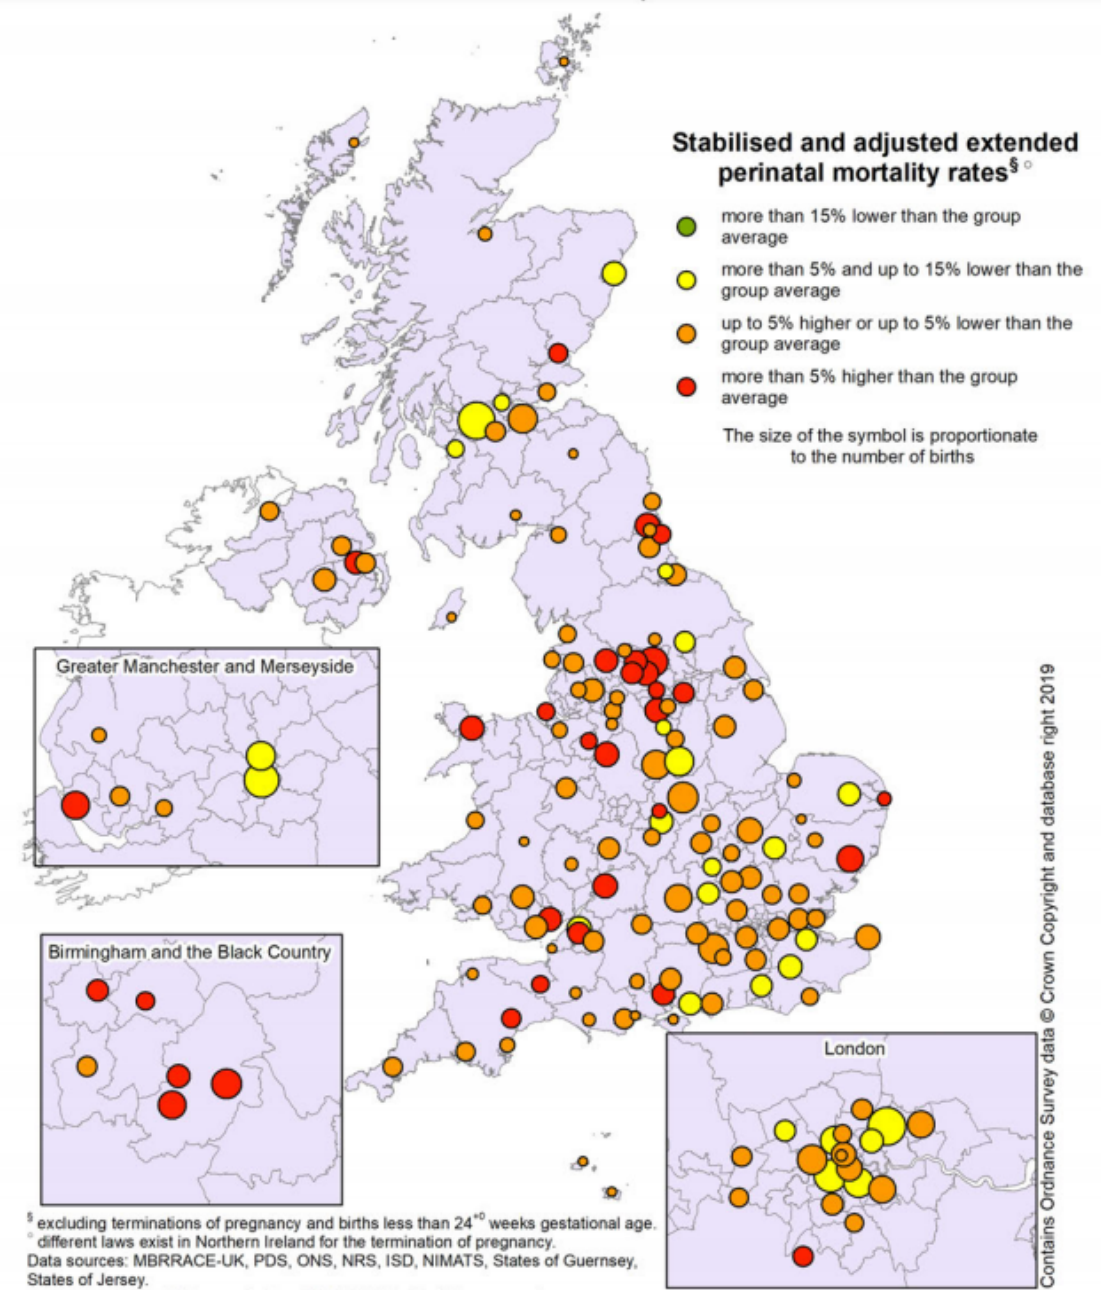 Stabilised and adjusted extended
perinatal mortality rates§ ○
more than 15% lower than the group
average
more than 5% and up to 15% lower than the
group average
up to 5% higher or up to 5% lower than the
group average
more than 5% higher than the group
average
The size of the symbol is proportionate
to the number of births
Greater Manchester and Merseyside
Birmingham and the Black Country
London
§ excluding terminations of pregnancy and births less than 24+0 weeks gestational age.
○ different laws exist in Northern Ireland for the termination of pregnancy.
Data sources: MBRRACE-UK, PDS, ONS, NRS, ISD, NIMATS, States of Guernsey,
States of Jersey.
Contains Ordnance Survey data © Crown Copyright and database right 2019